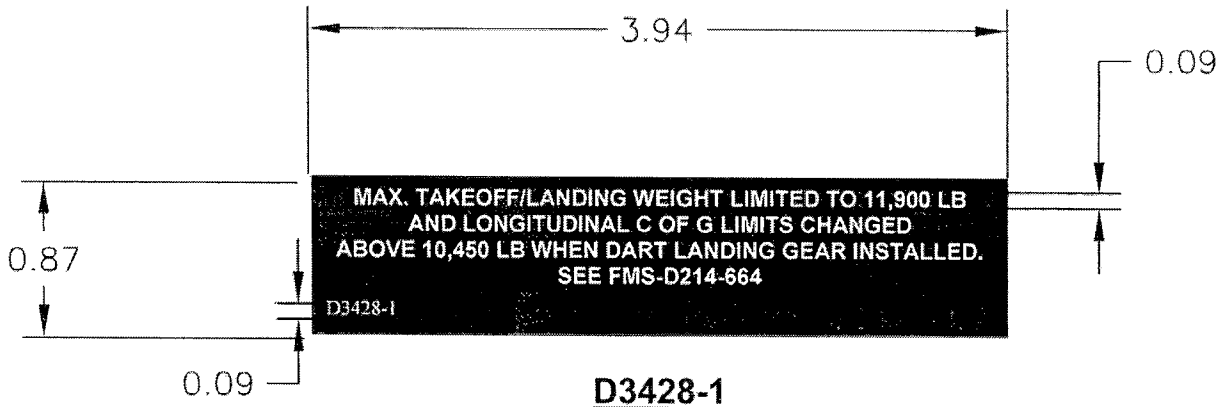 3.94
0.09
MAX. TAKEOFF/LANDING WEIGHT LIMITED TO 11,900 LB
AND LONGITUDINAL C OF G LIMITS CHANGED
ABOVE 10,450 LB WHEN DART LANDING GEAR INSTALLED.
SEE FMS-D214-664
0.87
D3428-1
0.09
D3428-1